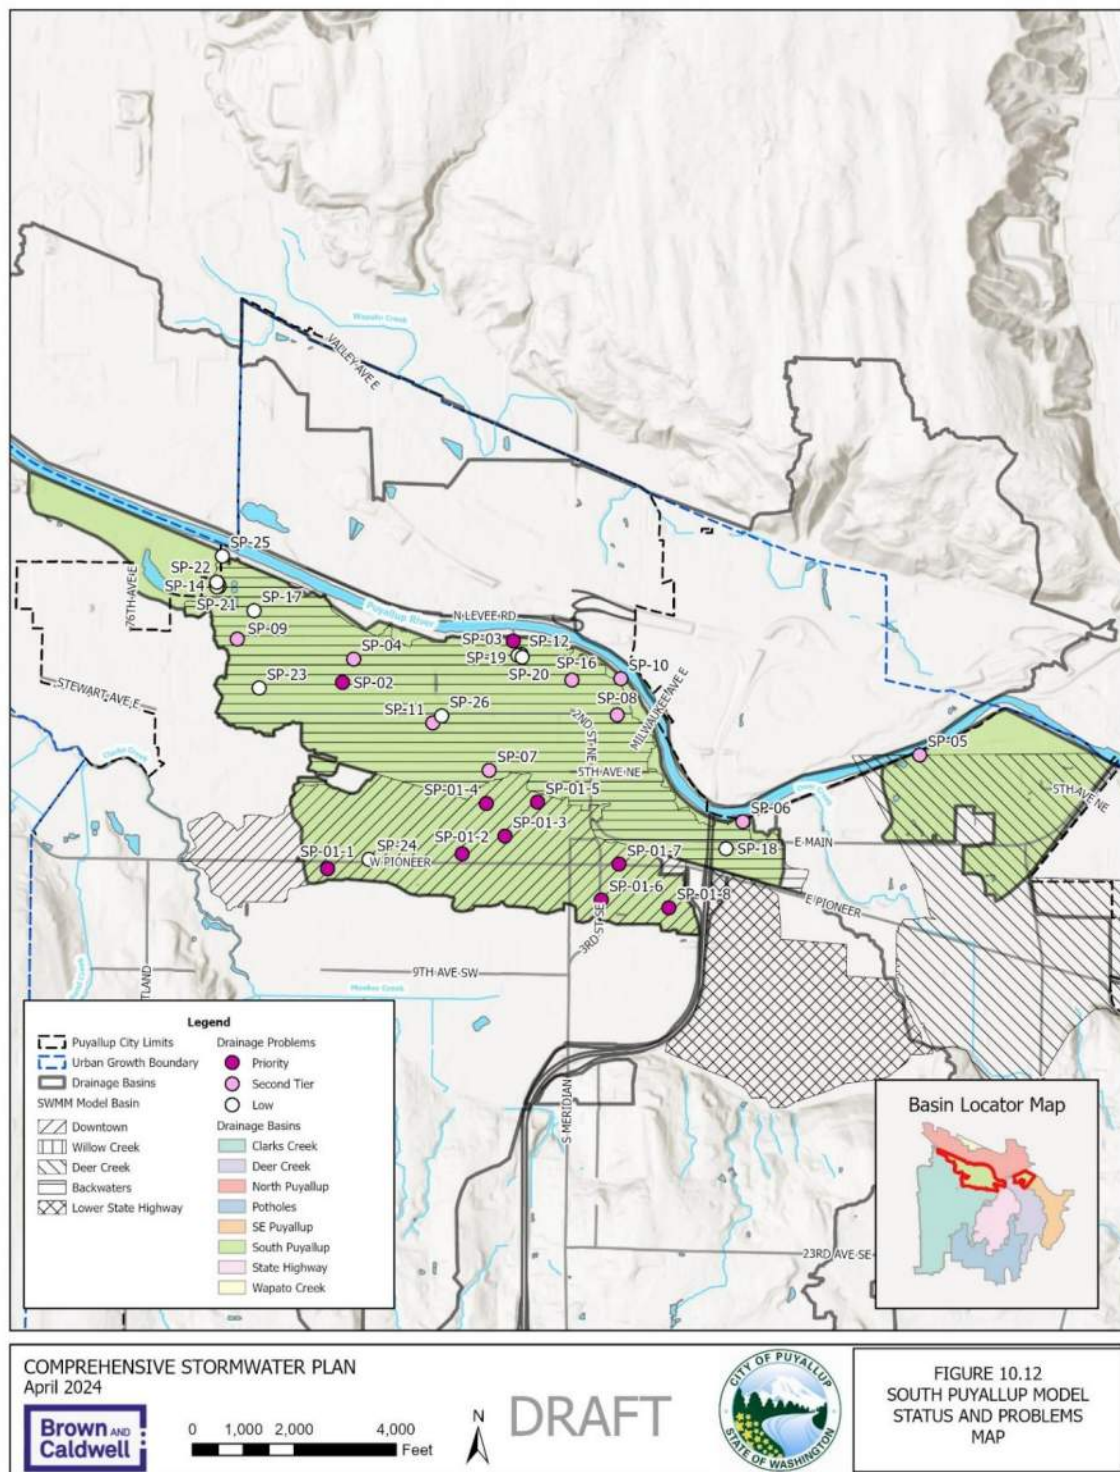 Wapato Creek
VALLEY AVE E
SP-25
SP-22
SP-14
SP-21
SP-17
76TH AVE E
Puyallup River
N LEVEE RD
SP-09
SP-03
SP-12
SP-04
SP-19
SP-20
SP-16
SP-10
SP-23
SP-02
STEWART AVE E
SP-26
SP-11
SP-08
MILWAUKEE AVE E
2ND ST NE
Clarks Creek
SP-07
5TH AVE NE
SP-05
5TH AVE NE
SP-01-4
SP-01-5
SP-06
SP-01-2
SP-01-3
E MAIN
SP-24
SP-18
SP-01-1
W PIONEER
SP-01-7
SP-01-6
SP-01-8
E PIONEER
3RD ST SE
9TH AVE SW
S MERIDIAN
23RD AVE SE
Legend
Puyallup City Limits
Urban Growth Boundary
Drainage Basins
SWMM Model Basin
Downtown
Willow Creek
Deer Creek
Backwaters
Lower State Highway
Drainage Problems
Priority
Second Tier
Low
Drainage Basins
Clarks Creek
Deer Creek
North Puyallup
Potholes
SE Puyallup
South Puyallup
State Highway
Wapato Creek
Basin Locator Map
COMPREHENSIVE STORMWATER PLAN
April 2024
Brown AND
Caldwell
0 1,000 2,000 4,000
Feet
N
DRAFT
CITY OF PUYALLUP
STATE OF WASHINGTON
FIGURE 10.12
SOUTH PUYALLUP MODEL
STATUS AND PROBLEMS
MAP